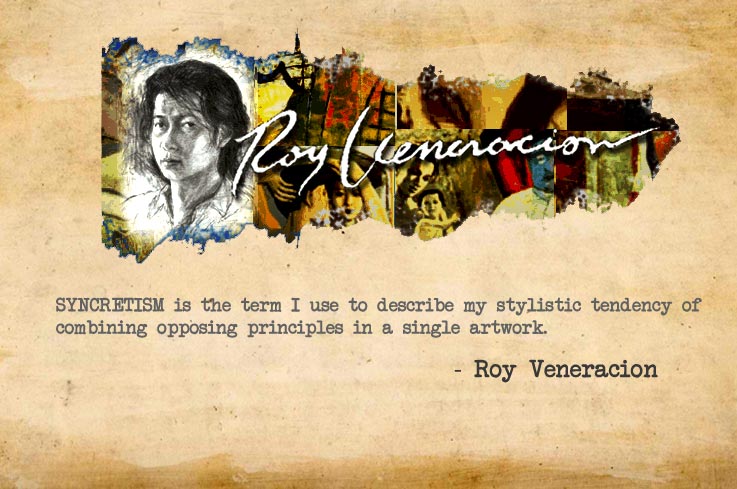 Roy Veneracion
SYNCRETISM is the term I use to describe my stylistic tendency of
combining opposing principles in a single artwork.
- Roy Veneracion